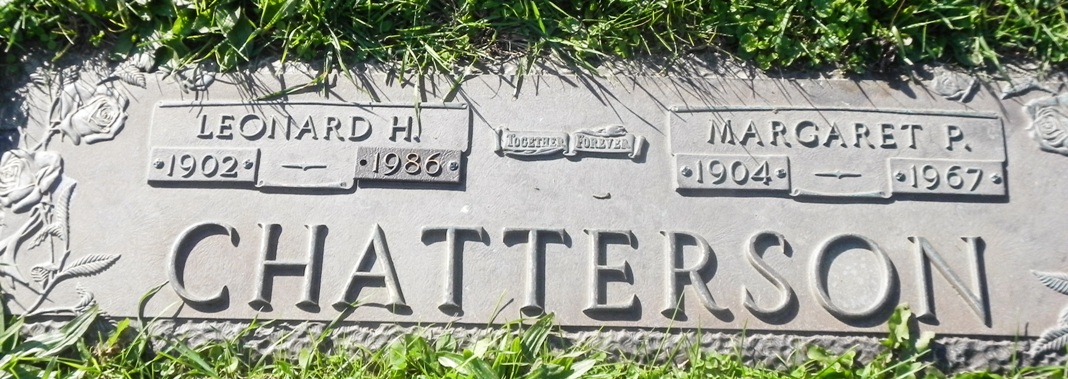 LEONARD H.
1902 - 1986
TOGETHER FOREVER
MARGARET P.
1904 - 1967
CHATTERSON